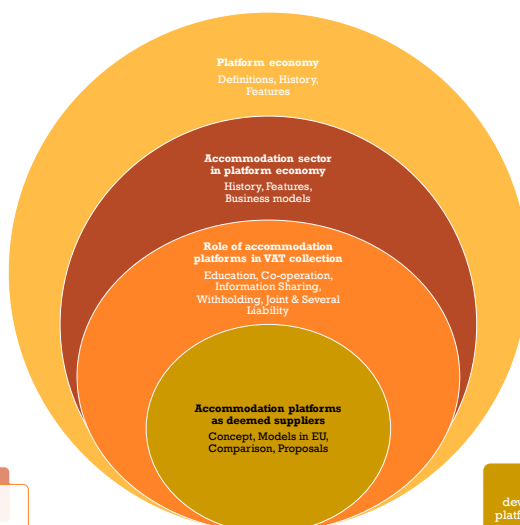 Platform economy
Definitions, History,
Features
Accommodation sector
in platform economy
History, Features,
Business models
Role of accommodation
platforms in VAT collection
Education, Co-operation,
Information Sharing,
Withholding, Joint & Several
Liability
Accommodation platforms
as deemed suppliers
Concept, Models in EU,
Comparison, Proposals